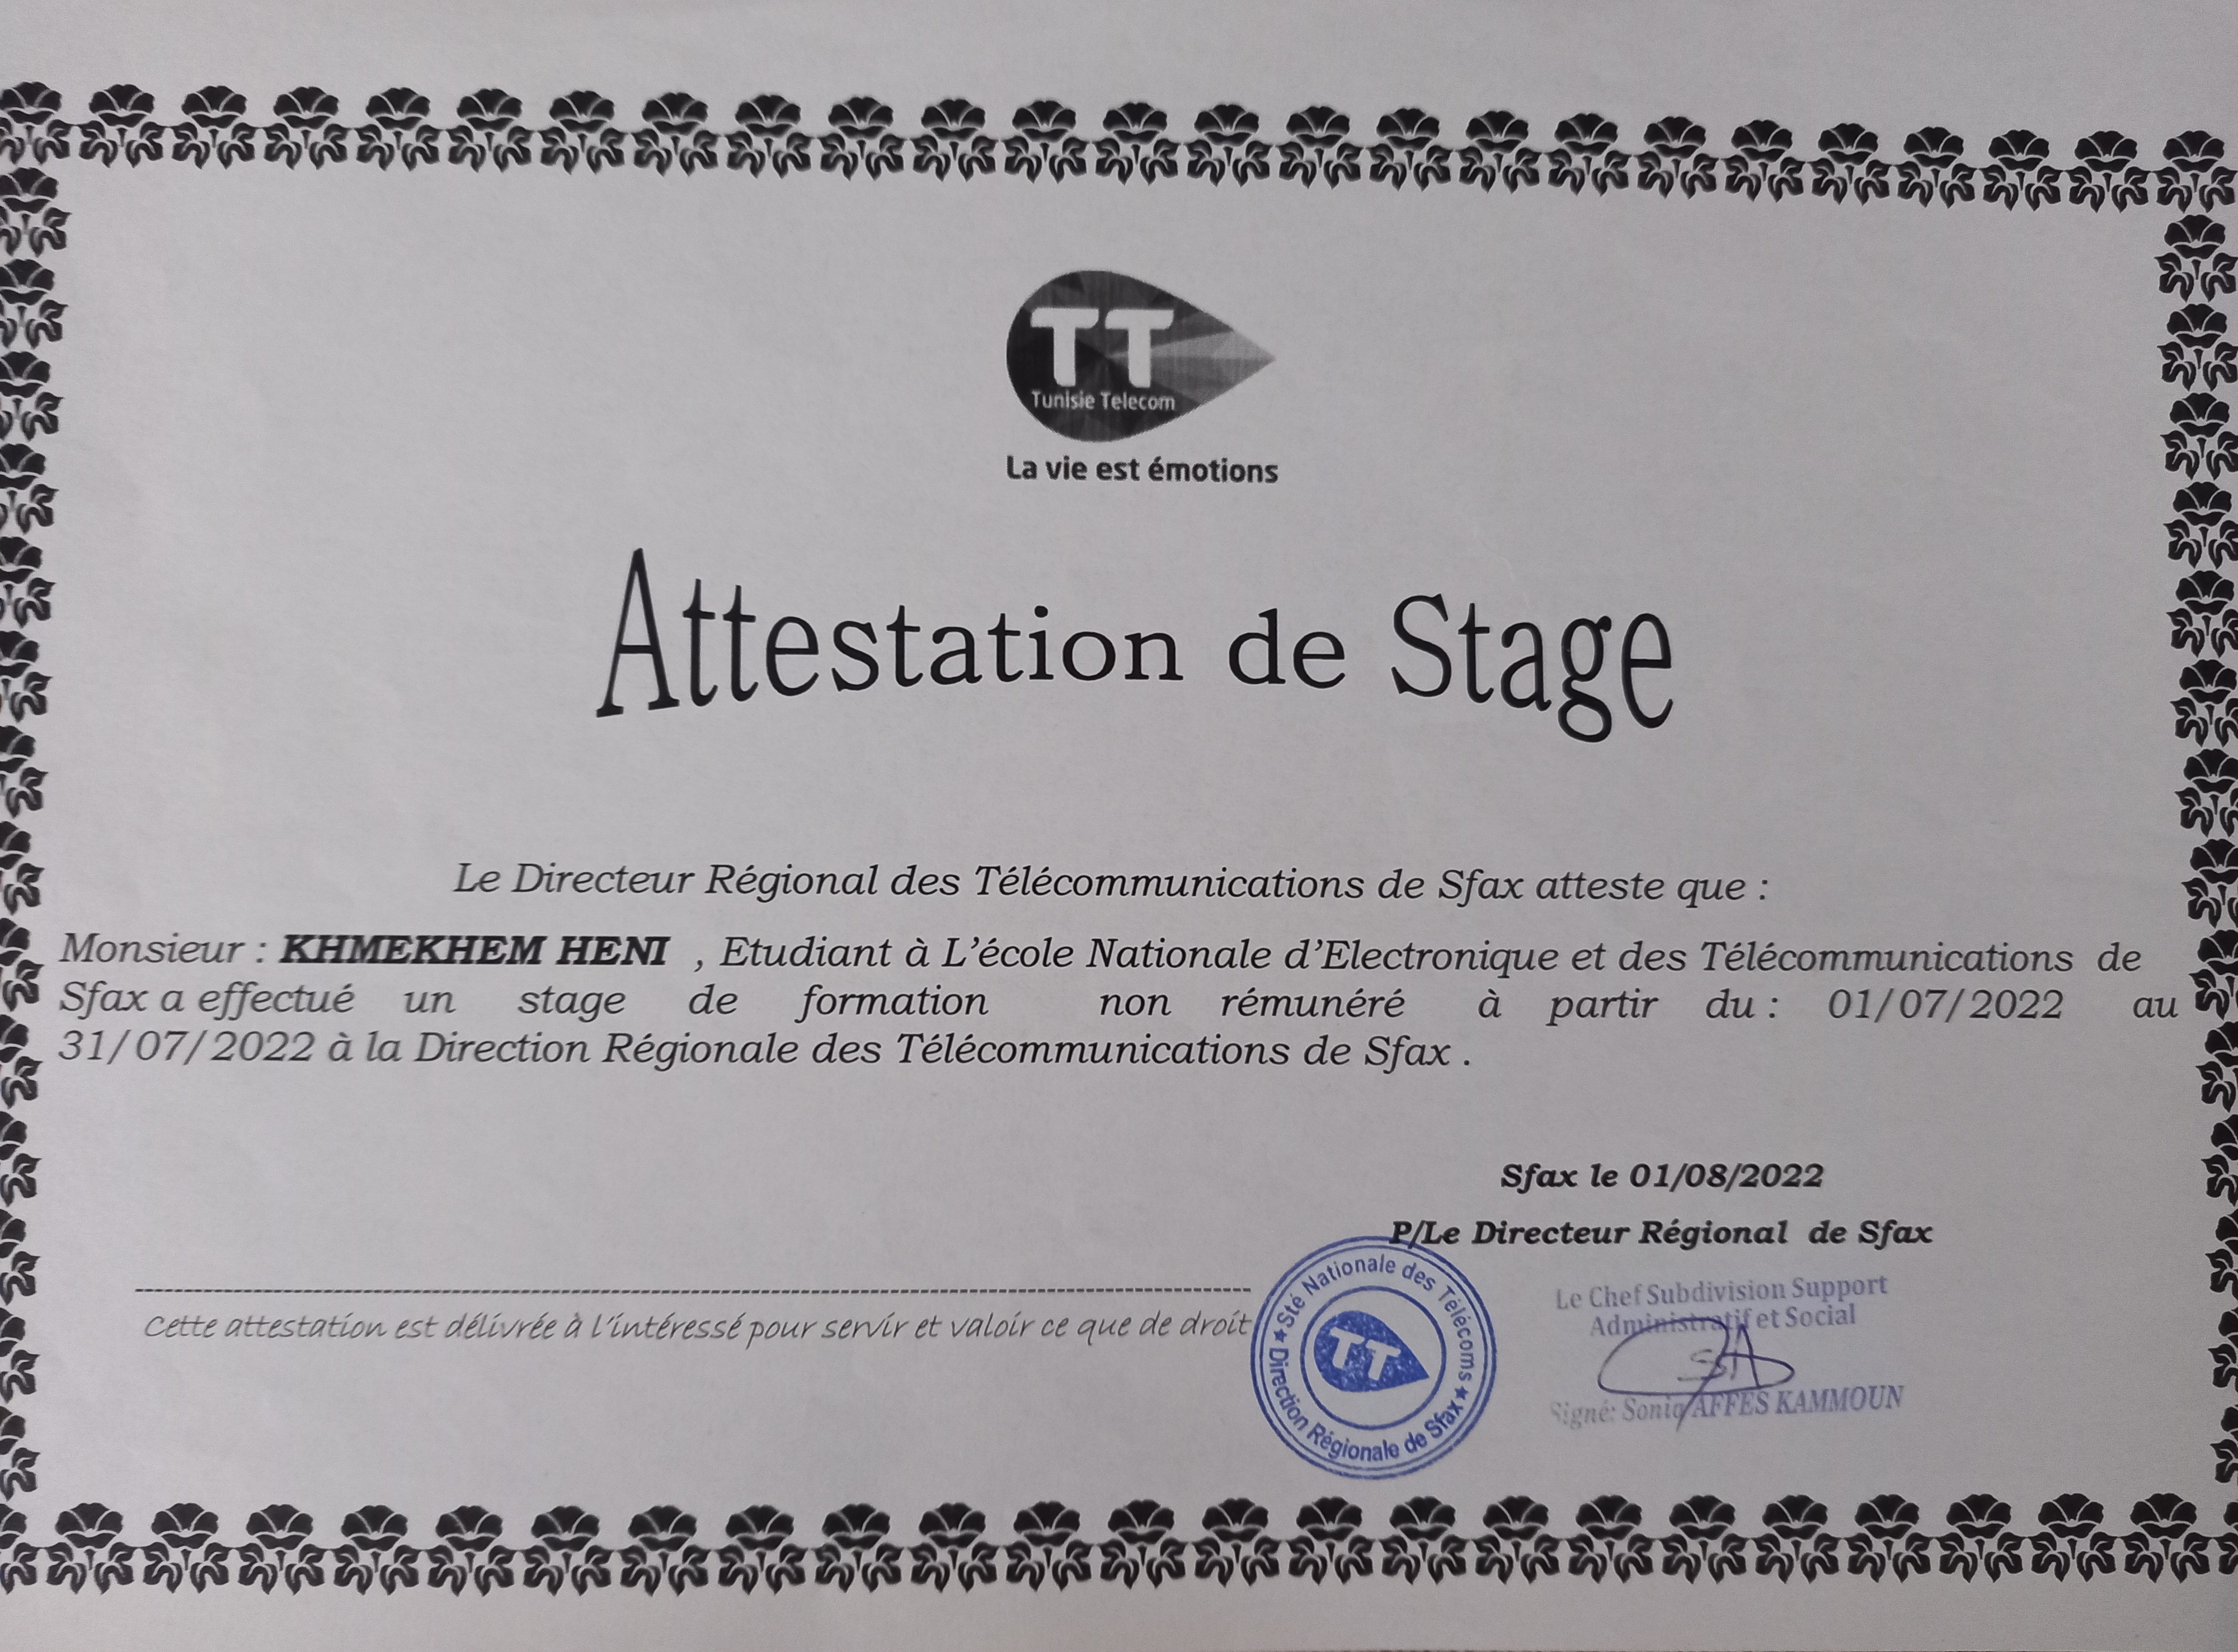 TT
Tunisie Telecom
La vie est émotions
Attestation de Stage
Le Directeur Régional des Télécommunications de Sfax atteste que :
Monsieur : KHMEKHEM HENI , Etudiant à L'école Nationale d'Electronique et des Télécommunications de
Sfax a effectué un stage de formation non rémunéré à partir du : 01/07/2022 au
31/07/2022 à la Direction Régionale des Télécommunications de Sfax .
Sfax le 01/08/2022
P/Le Directeur Régional de Sfax
Cette attestation est délivrée à l'intéressé pour servir et valoir ce que de droit
★ Sté Nationale des Télécoms ★
TT
Direction Régionale de Sfax
Le Chef Subdivision Support
Administratif et Social
Signé: Sonia AFFES KAMMOUN